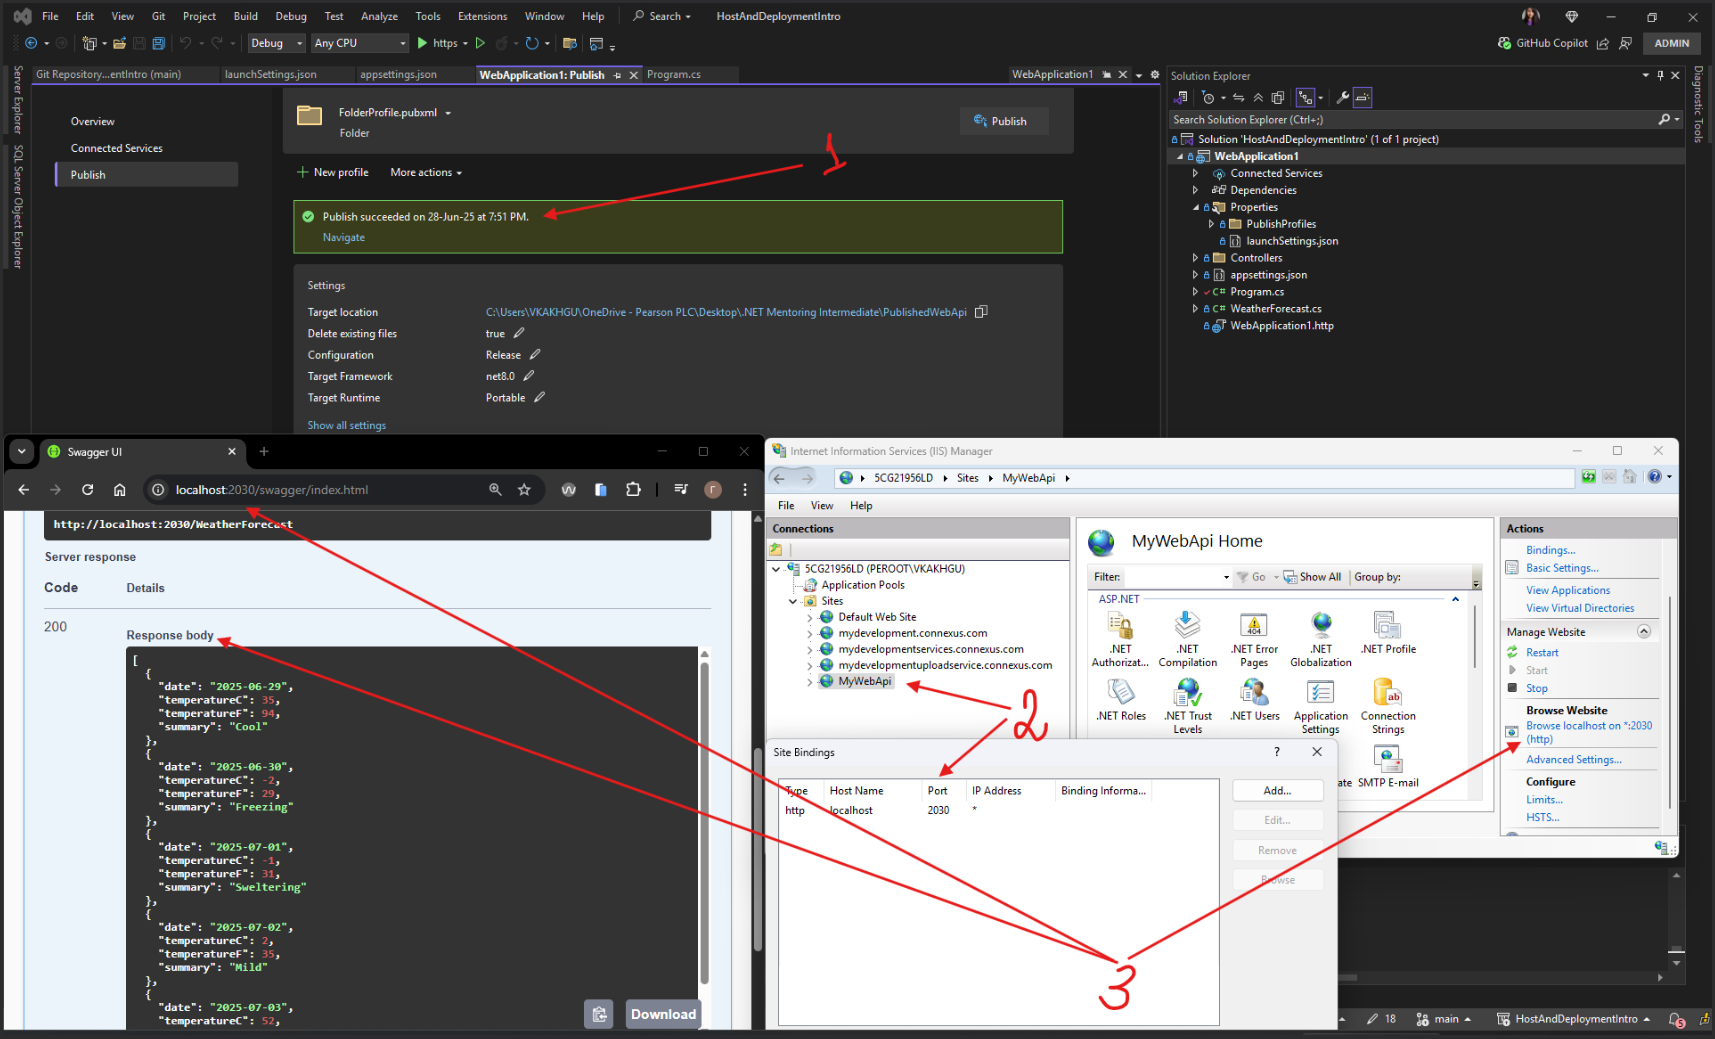 File Edit View Git Project Build Debug Test Analyze Tools Extensions Window Help Search HostAndDeploymentIntro
Debug Any CPU https GitHub Copilot ADMIN
Server Explorer
SQL Server Object Explorer
Git Repository...entIntro (main) launchSettings.json appsettings.json WebApplication1: Publish Program.cs WebApplication1
Overview
Connected Services
Publish
FolderProfile.pubxml
Folder
Publish
New profile More actions
1
Publish succeeded on 28-Jun-25 at 7:51 PM.
Navigate
Settings
Target location C:\Users\VKAKHGU\OneDrive - Pearson PLC\Desktop\.NET Mentoring Intermediate\PublishedWebApi
Delete existing files true
Configuration Release
Target Framework net8.0
Target Runtime Portable
Show all settings
Solution Explorer
Search Solution Explorer (Ctrl+;)
Solution 'HostAndDeploymentIntro' (1 of 1 project)
WebApplication1
Connected Services
Dependencies
Properties
PublishProfiles
launchSettings.json
Controllers
appsettings.json
C# Program.cs
C# WeatherForecast.cs
WebApplication1.http
Diagnostic Tools
Swagger UI
localhost:2030/swagger/index.html
http://localhost:2030/WeatherForecast
Server response
Code Details
200
Response body
[
{
"date": "2025-06-29",
"temperatureC": 35,
"temperatureF": 94,
"summary": "Cool"
},
{
"date": "2025-06-30",
"temperatureC": -2,
"temperatureF": 29,
"summary": "Freezing"
},
{
"date": "2025-07-01",
"temperatureC": -1,
"temperatureF": 31,
"summary": "Sweltering"
},
{
"date": "2025-07-02",
"temperatureC": 2,
"temperatureF": 35,
"summary": "Mild"
},
{
"date": "2025-07-03",
"temperatureC": 52,
Download
Internet Information Services (IIS) Manager
5CG21956LD Sites MyWebApi
File View Help
Connections
5CG21956LD (PEROOT\VKAKHGU)
Application Pools
Sites
Default Web Site
mydevelopment.connexus.com
mydevelopmentservices.connexus.com
mydevelopmentuploadservice.connexus.com
MyWebApi
2
MyWebApi Home
Filter: Go Show All Group by:
ASP.NET
.NET Authorizat... .NET Compilation .NET Error Pages .NET Globalization .NET Profile
.NET Roles .NET Trust Levels .NET Users Application Settings Connection Strings
ate SMTP E-mail
Actions
Bindings...
Basic Settings...
View Applications
View Virtual Directories
Manage Website
Restart
Start
Stop
Browse Website
Browse localhost on *:2030 (http)
Advanced Settings...
Configure
Limits...
HSTS...
Site Bindings
Type Host Name Port IP Address Binding Informa...
http localhost 2030 *
Add...
Edit...
Remove
Browse
3
18 main HostAndDeploymentIntro 5